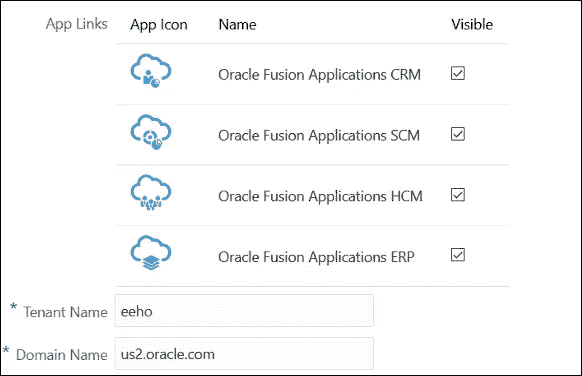 App Links App Icon Name Visible
Oracle Fusion Applications CRM
Oracle Fusion Applications SCM
Oracle Fusion Applications HCM
Oracle Fusion Applications ERP
* Tenant Name eeho
* Domain Name us2.oracle.com